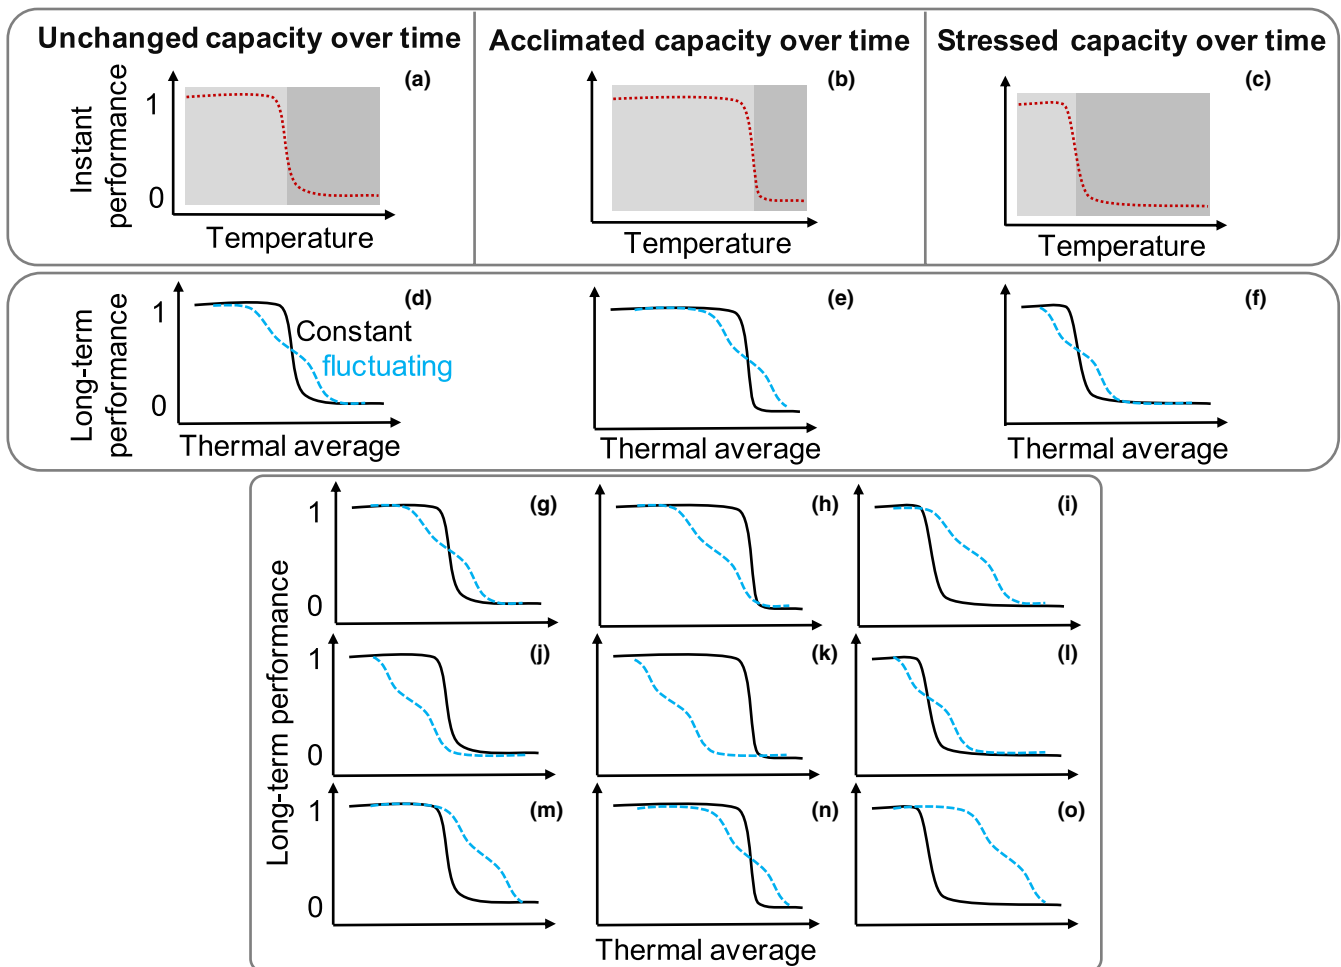 Unchanged capacity over time
Acclimated capacity over time
Stressed capacity over time
(a)
(b)
(c)
Instant
performance
1
0
Temperature
Temperature
Temperature
(d)
(e)
(f)
Long-term
performance
1
0
Constant
fluctuating
Thermal average
Thermal average
Thermal average
(g)
(h)
(i)
1
0
Long-term performance
(j)
(k)
(l)
1
0
(m)
(n)
(o)
1
0
Thermal average